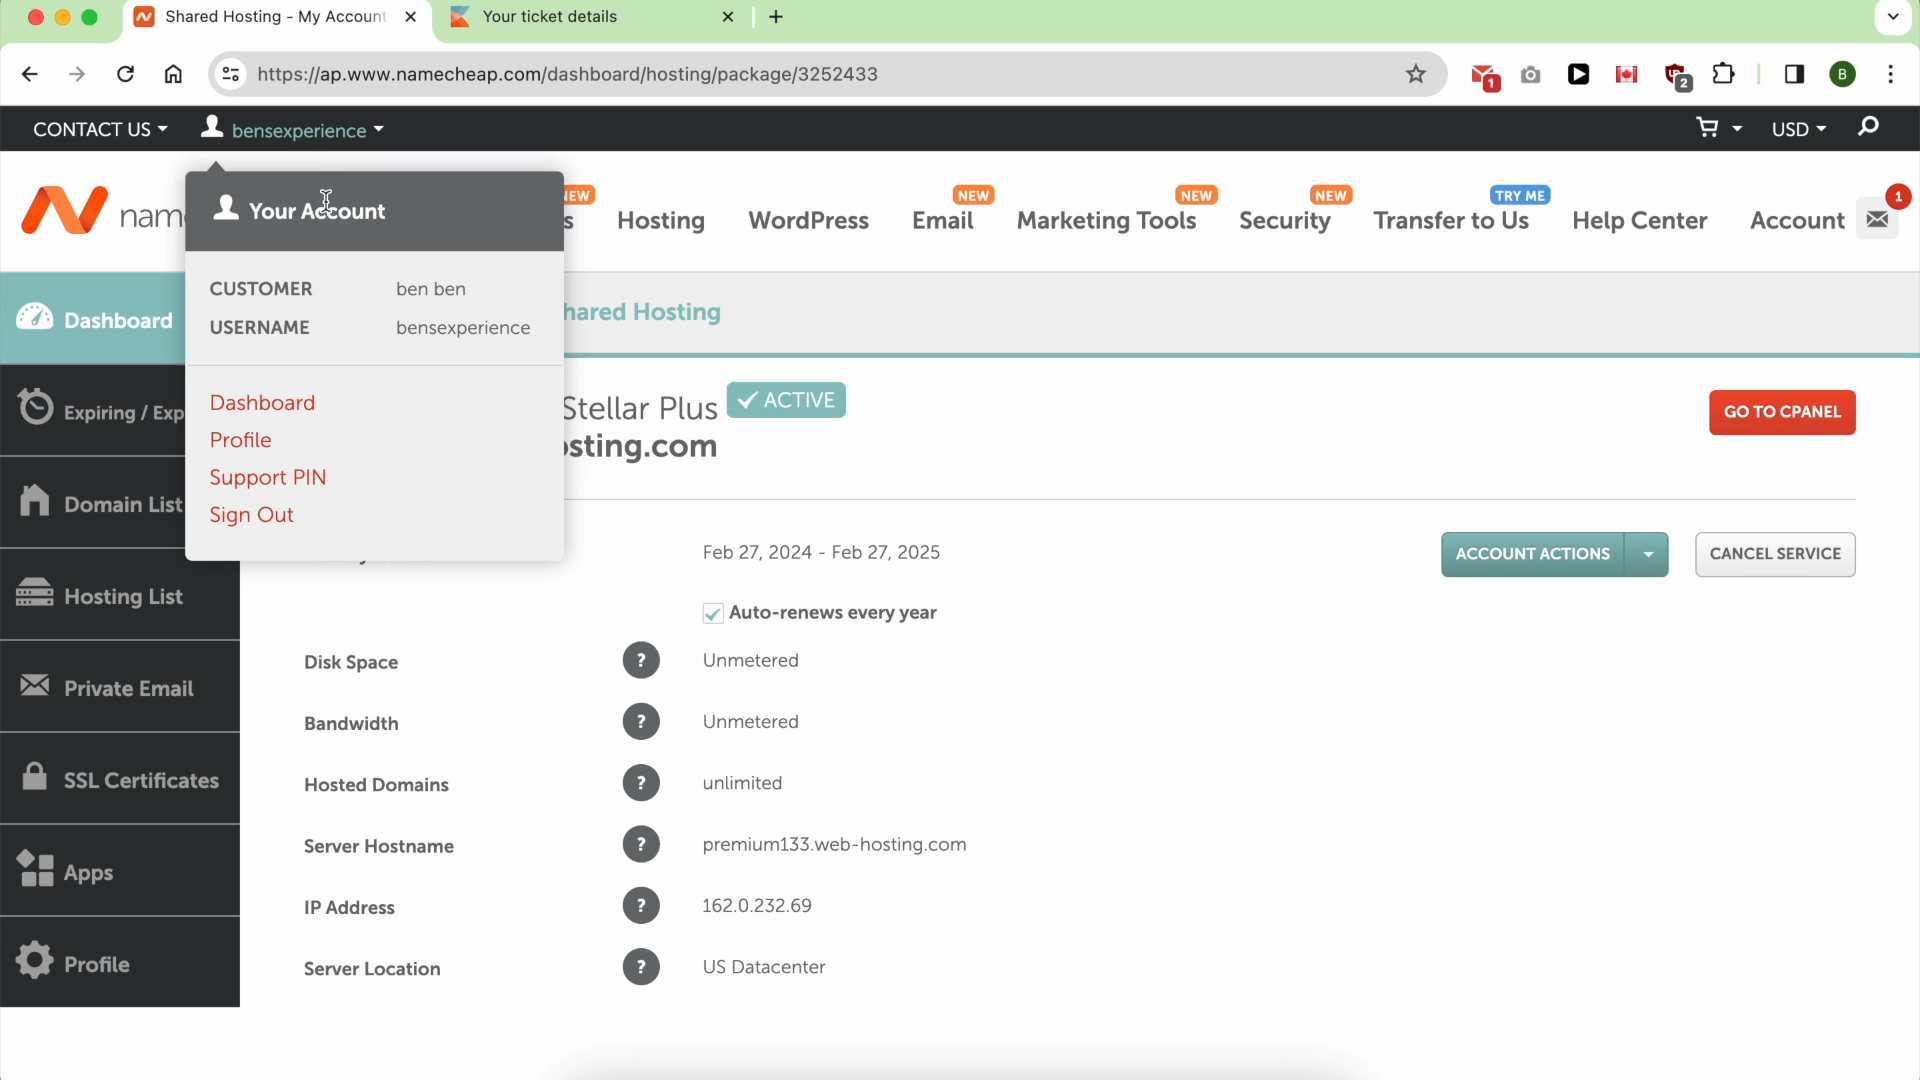 Shared Hosting - My Account
Your ticket details
https://ap.www.namecheap.com/dashboard/hosting/package/3252433
1
2
B
CONTACT US
bensexperience
USD
Your Account
CUSTOMER ben ben
USERNAME bensexperience
Dashboard
Profile
Support PIN
Sign Out
name
NEW
s
Hosting
WordPress
NEW
Email
NEW
Marketing Tools
NEW
Security
TRY ME
Transfer to Us
Help Center
Account
1
Dashboard
Expiring / Exp
Domain List
Hosting List
Private Email
SSL Certificates
Apps
Profile
hared Hosting
Stellar Plus
ACTIVE
osting.com
GO TO CPANEL
Feb 27, 2024 - Feb 27, 2025
ACCOUNT ACTIONS
CANCEL SERVICE
Auto-renews every year
Disk Space ? Unmetered
Bandwidth ? Unmetered
Hosted Domains ? unlimited
Server Hostname ? premium133.web-hosting.com
IP Address ? 162.0.232.69
Server Location ? US Datacenter